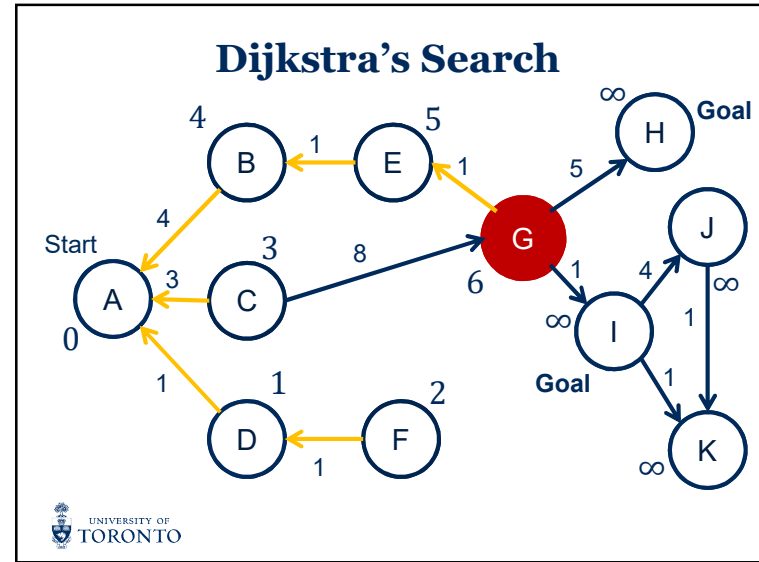 Dijkstra's Search
∞
H
Goal
4
B
1
E
5
1
5
4
G
J
Start
3
8
6
1
4
∞
A
3
C
∞
I
1
0
Goal
1
1
1
D
2
F
K
1
∞
UNIVERSITY OF
TORONTO